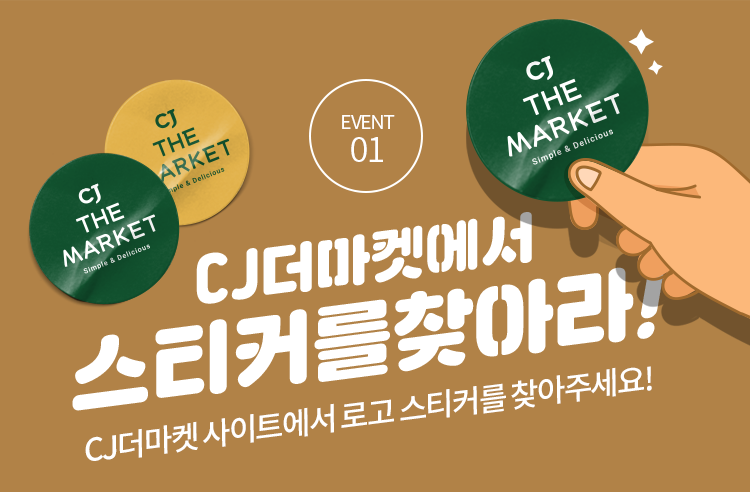 CJ
THE
MARKET
Simple & Delicious
EVENT
01
CJ
THE
ARKET
ple & Delicious
CJ
THE
MARKET
Simple & Delicious
CJ더마켓에서
스티커를찾아라!
CJ더마켓 사이트에서 로고 스티커를 찾아주세요!